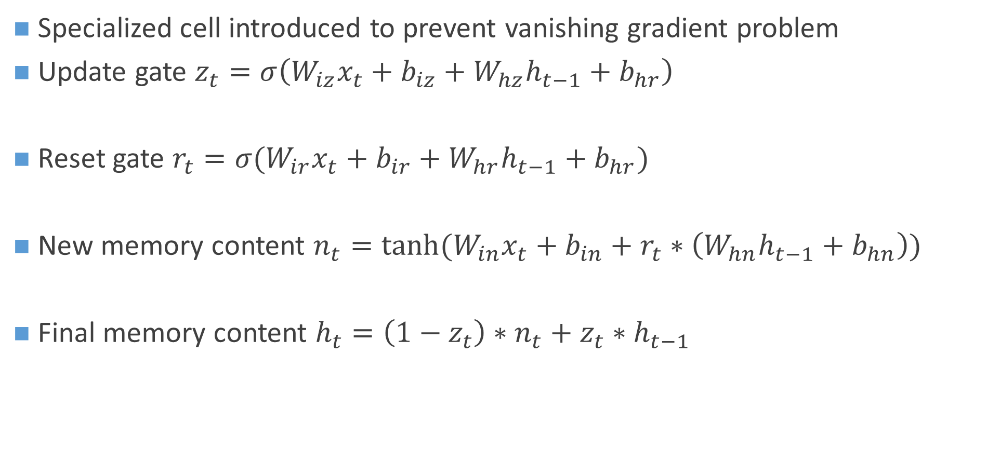 Specialized cell introduced to prevent vanishing gradient problem
Update gate $z_t = \sigma(W_{iz}x_t + b_{iz} + W_{hz}h_{t-1} + b_{hr})$
Reset gate $r_t = \sigma(W_{ir}x_t + b_{ir} + W_{hr}h_{t-1} + b_{hr})$
New memory content $n_t = \tanh(W_{in}x_t + b_{in} + r_t * (W_{hn}h_{t-1} + b_{hn}))$
Final memory content $h_t = (1 - z_t) * n_t + z_t * h_{t-1}$